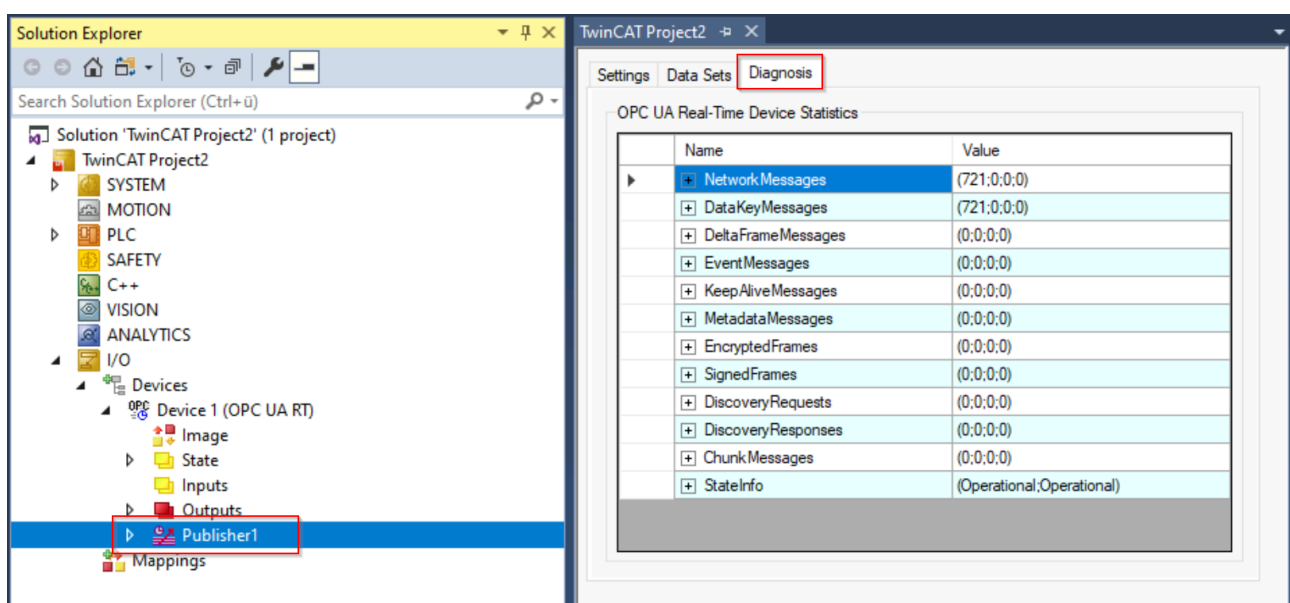 Solution Explorer
Search Solution Explorer (Ctrl+ü)
Solution 'TwinCAT Project2' (1 project)
TwinCAT Project2
SYSTEM
MOTION
PLC
SAFETY
C++
VISION
ANALYTICS
I/O
Devices
OPC Device 1 (OPC UA RT)
Image
State
Inputs
Outputs
Publisher1
Mappings
TwinCAT Project2
Settings Data Sets Diagnosis
OPC UA Real-Time Device Statistics
Name Value
NetworkMessages (721;0;0;0)
DataKeyMessages (721;0;0;0)
DeltaFrameMessages (0;0;0;0)
EventMessages (0;0;0;0)
KeepAliveMessages (0;0;0;0)
MetadataMessages (0;0;0;0)
EncryptedFrames (0;0;0;0)
SignedFrames (0;0;0;0)
DiscoveryRequests (0;0;0;0)
DiscoveryResponses (0;0;0;0)
ChunkMessages (0;0;0;0)
StateInfo (Operational;Operational)